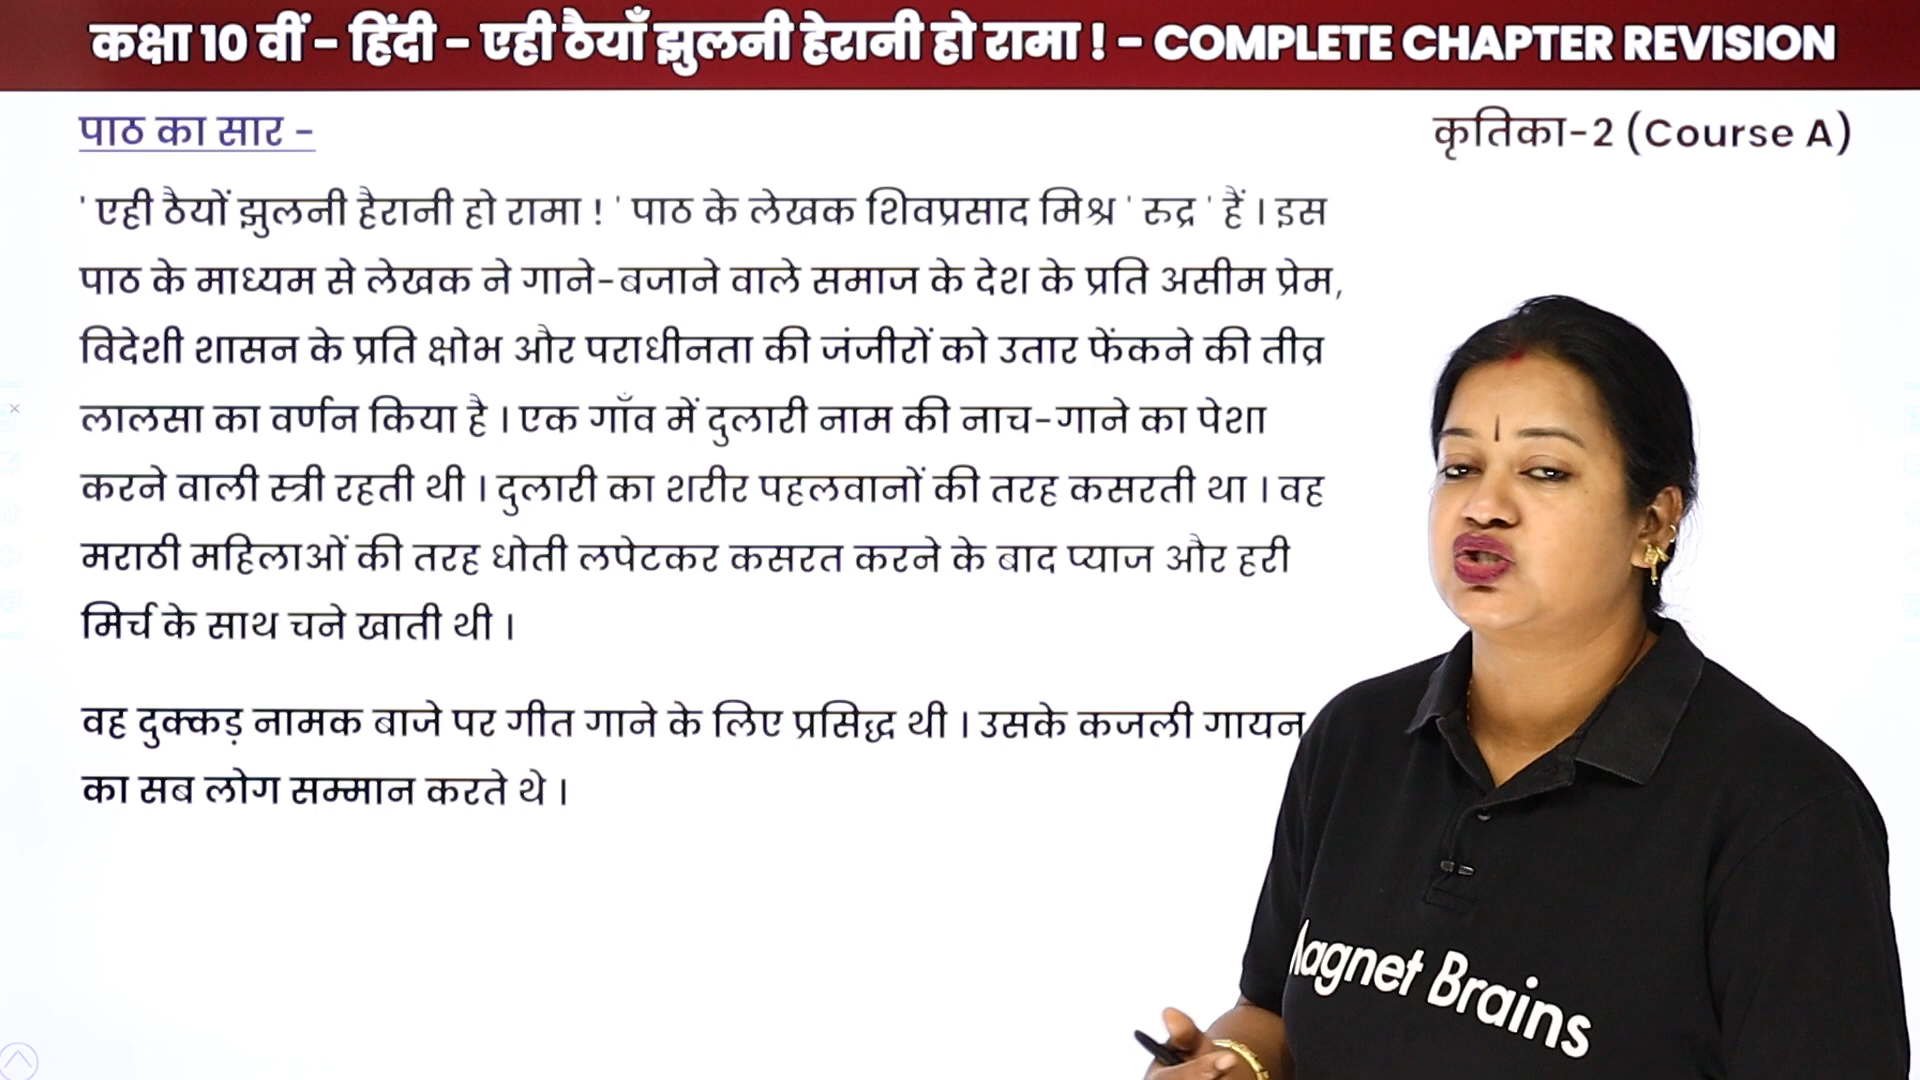 कक्षा 10 वीं - हिंदी - एही ठैयाँ झुलनी हेरानी हो रामा ! - COMPLETE CHAPTER REVISION
पाठ का सार -
कृतिका-2 (Course A)
' एही ठैयों झुलनी हैरानी हो रामा ! ' पाठ के लेखक शिवप्रसाद मिश्र ' रुद्र ' हैं । इस
पाठ के माध्यम से लेखक ने गाने-बजाने वाले समाज के देश के प्रति असीम प्रेम,
विदेशी शासन के प्रति क्षोभ और पराधीनता की जंजीरों को उतार फेंकने की तीव्र
लालसा का वर्णन किया है । एक गाँव में दुलारी नाम की नाच-गाने का पेशा
करने वाली स्त्री रहती थी । दुलारी का शरीर पहलवानों की तरह कसरती था । वह
मराठी महिलाओं की तरह धोती लपेटकर कसरत करने के बाद प्याज और हरी
मिर्च के साथ चने खाती थी ।
वह दुक्कड़ नामक बाजे पर गीत गाने के लिए प्रसिद्ध थी । उसके कजली गायन
का सब लोग सम्मान करते थे ।
Magnet Brains